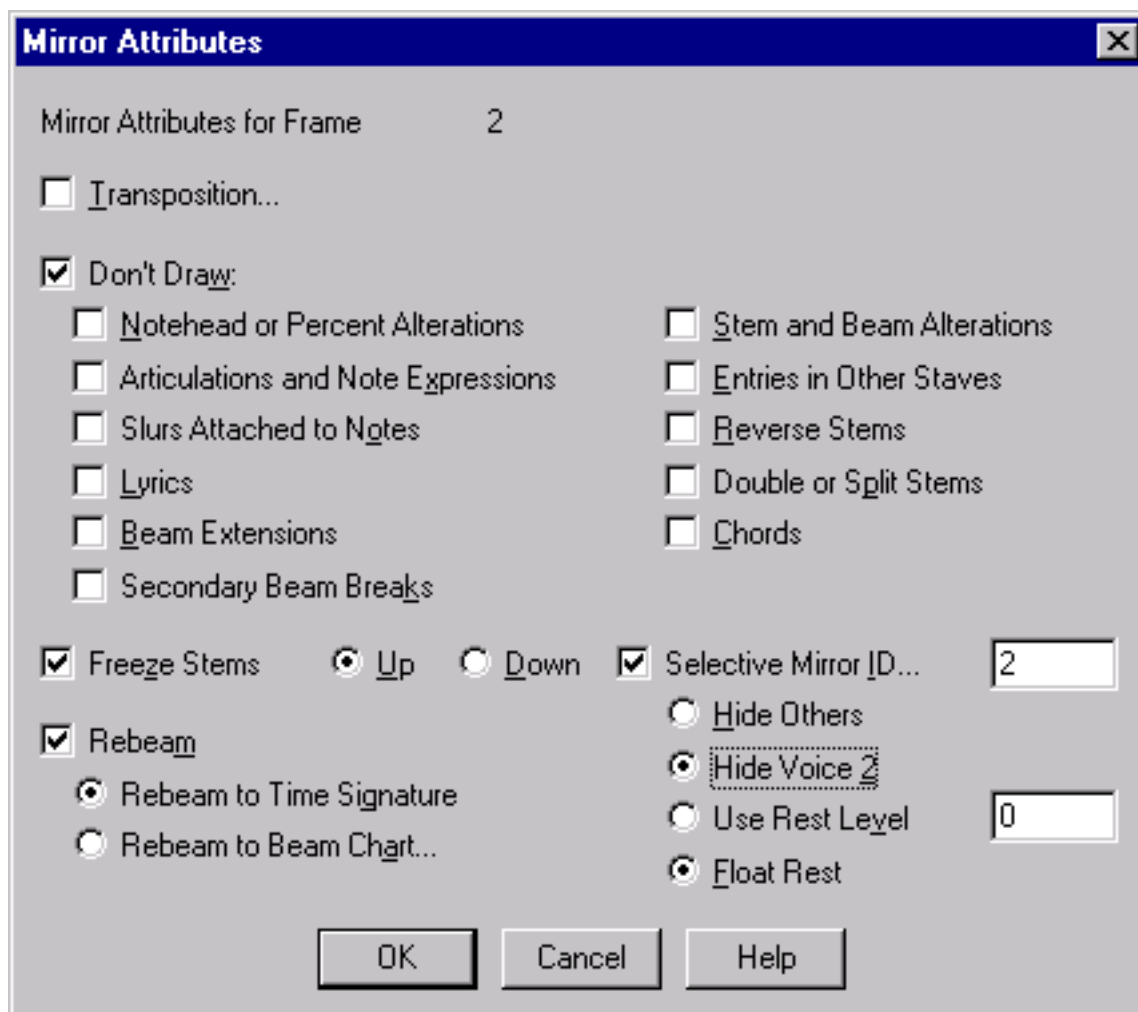 Mirror Attributes
Mirror Attributes for Frame 2
Transposition...
Don't Draw:
Notehead or Percent Alterations Stem and Beam Alterations
Articulations and Note Expressions Entries in Other Staves
Slurs Attached to Notes Reverse Stems
Lyrics Double or Split Stems
Beam Extensions Chords
Secondary Beam Breaks
Freeze Stems Up Down Selective Mirror ID... 2
Hide Others
Rebeam
Hide Voice 2
Rebeam to Time Signature
Use Rest Level 0
Rebeam to Beam Chart...
Float Rest
OK Cancel Help